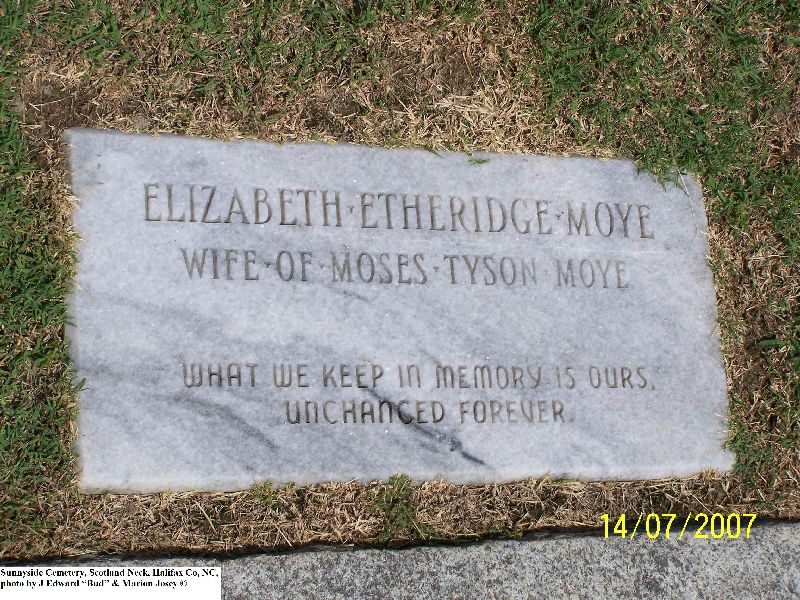 ELIZABETH · ETHERIDGE · MOYE
WIFE · OF · MOSES · TYSON MOYE
WHAT WE KEEP IN MEMORY IS OURS,
UNCHANGED FOREVER.
14/07/2007
Sunnyside Cemetery, Scotland Neck, Halifax Co, NC,
photo by J Edward "Bud" & Marion Josey ©